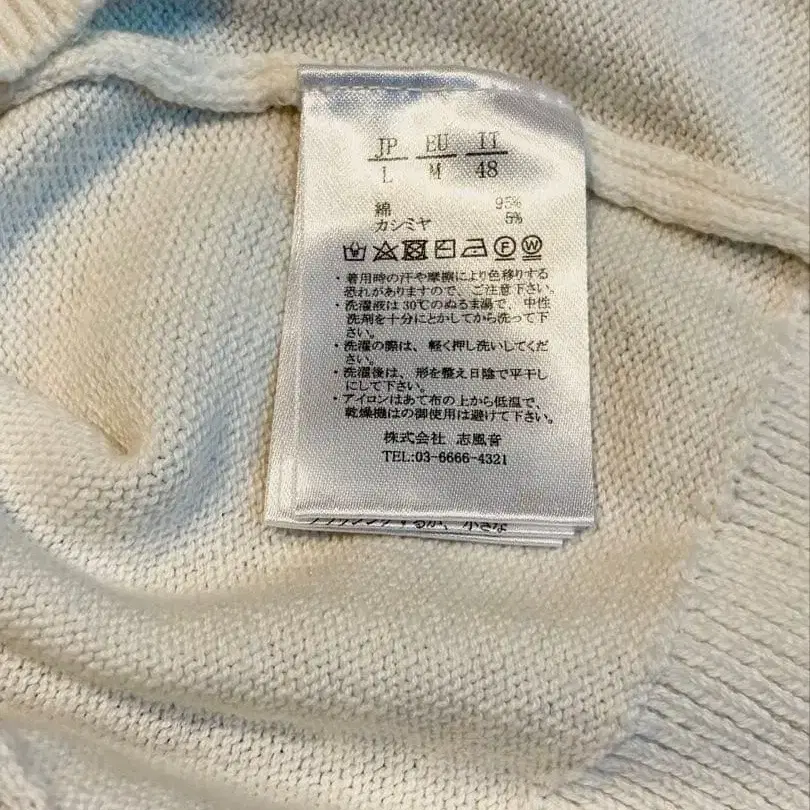 JP EU IT
L M 48
綿 95%
カシミヤ 5%
・着用時の汗や摩擦により色移りする
恐れがありますので、ご注意下さい。
・洗濯液は30℃のぬるま湯で、中性
洗剤を十分にとかしてから洗って下
さい。
・洗濯の際は、軽く押し洗いしてくだ
さい。
・洗濯後は、形を整え日陰で平干し
にして下さい。
・アイロンはあて布の上から低温で、
乾燥機はの御使用は避けて下さい。
株式会社 志風音
TEL:03-6666-4321
小さな